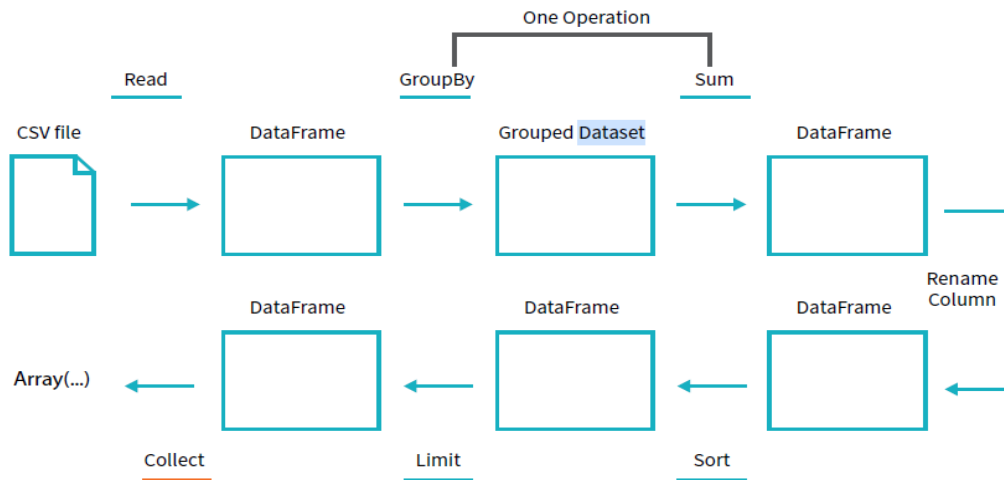 One Operation
Read
GroupBy
Sum
CSV file
DataFrame
Grouped Dataset
DataFrame
Rename
Column
DataFrame
DataFrame
DataFrame
Array(...)
Collect
Limit
Sort